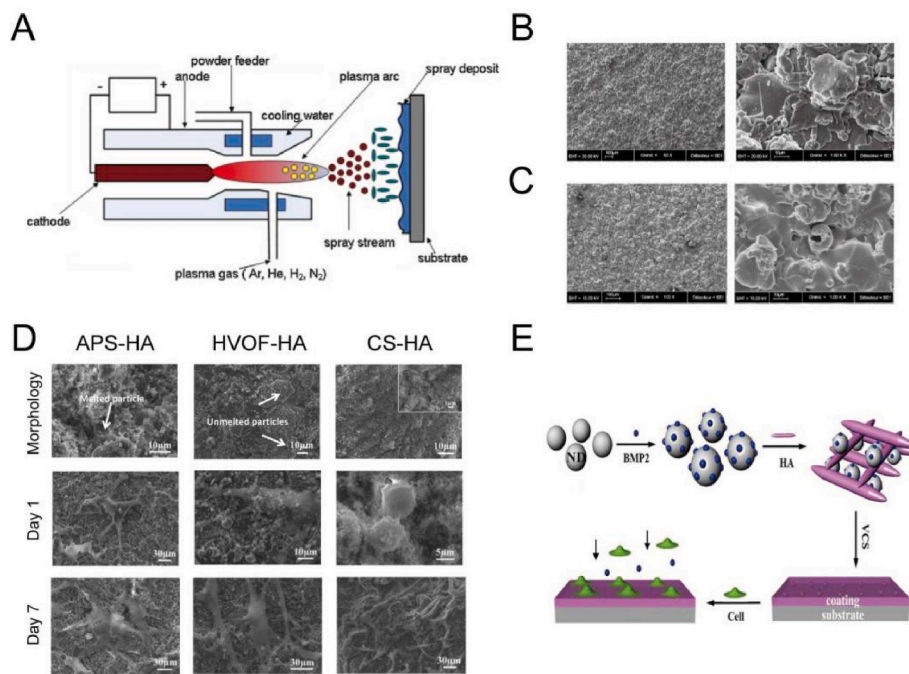 A
powder feeder
anode
cooling water
plasma arc
spray deposit
- +
cathode
spray stream
plasma gas ( Ar, He, H₂, N₂)
substrate
B
C
D
APS-HA HVOF-HA CS-HA
Morphology
Melted particle
Unmelted particles
10μm 10μm 10μm
Day 1
30μm 10μm 5μm
Day 7
30μm 30μm 30μm
E
ND
BMP2
HA
VCS
coating
substrate
Cell